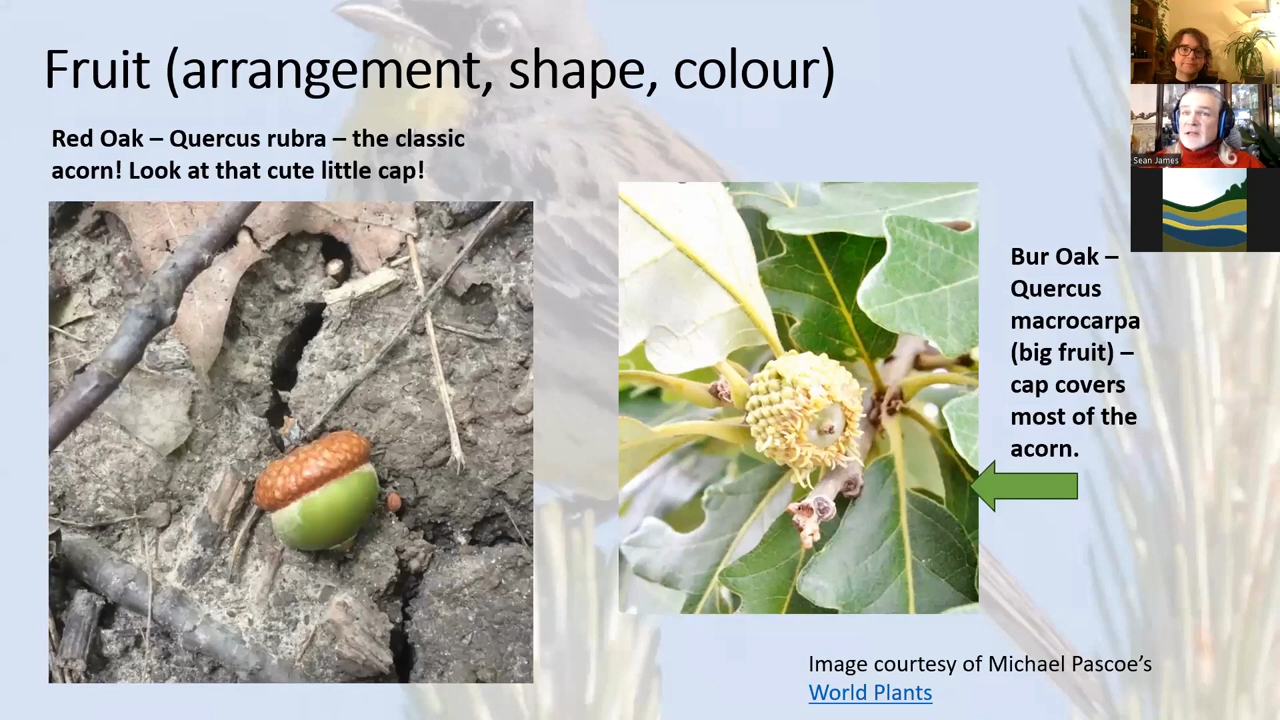 Fruit (arrangement, shape, colour)
Red Oak – Quercus rubra – the classic
acorn! Look at that cute little cap!
Sean James
Bur Oak –
Quercus
macrocarpa
(big fruit) –
cap covers
most of the
acorn.
Image courtesy of Michael Pascoe’s
World Plants